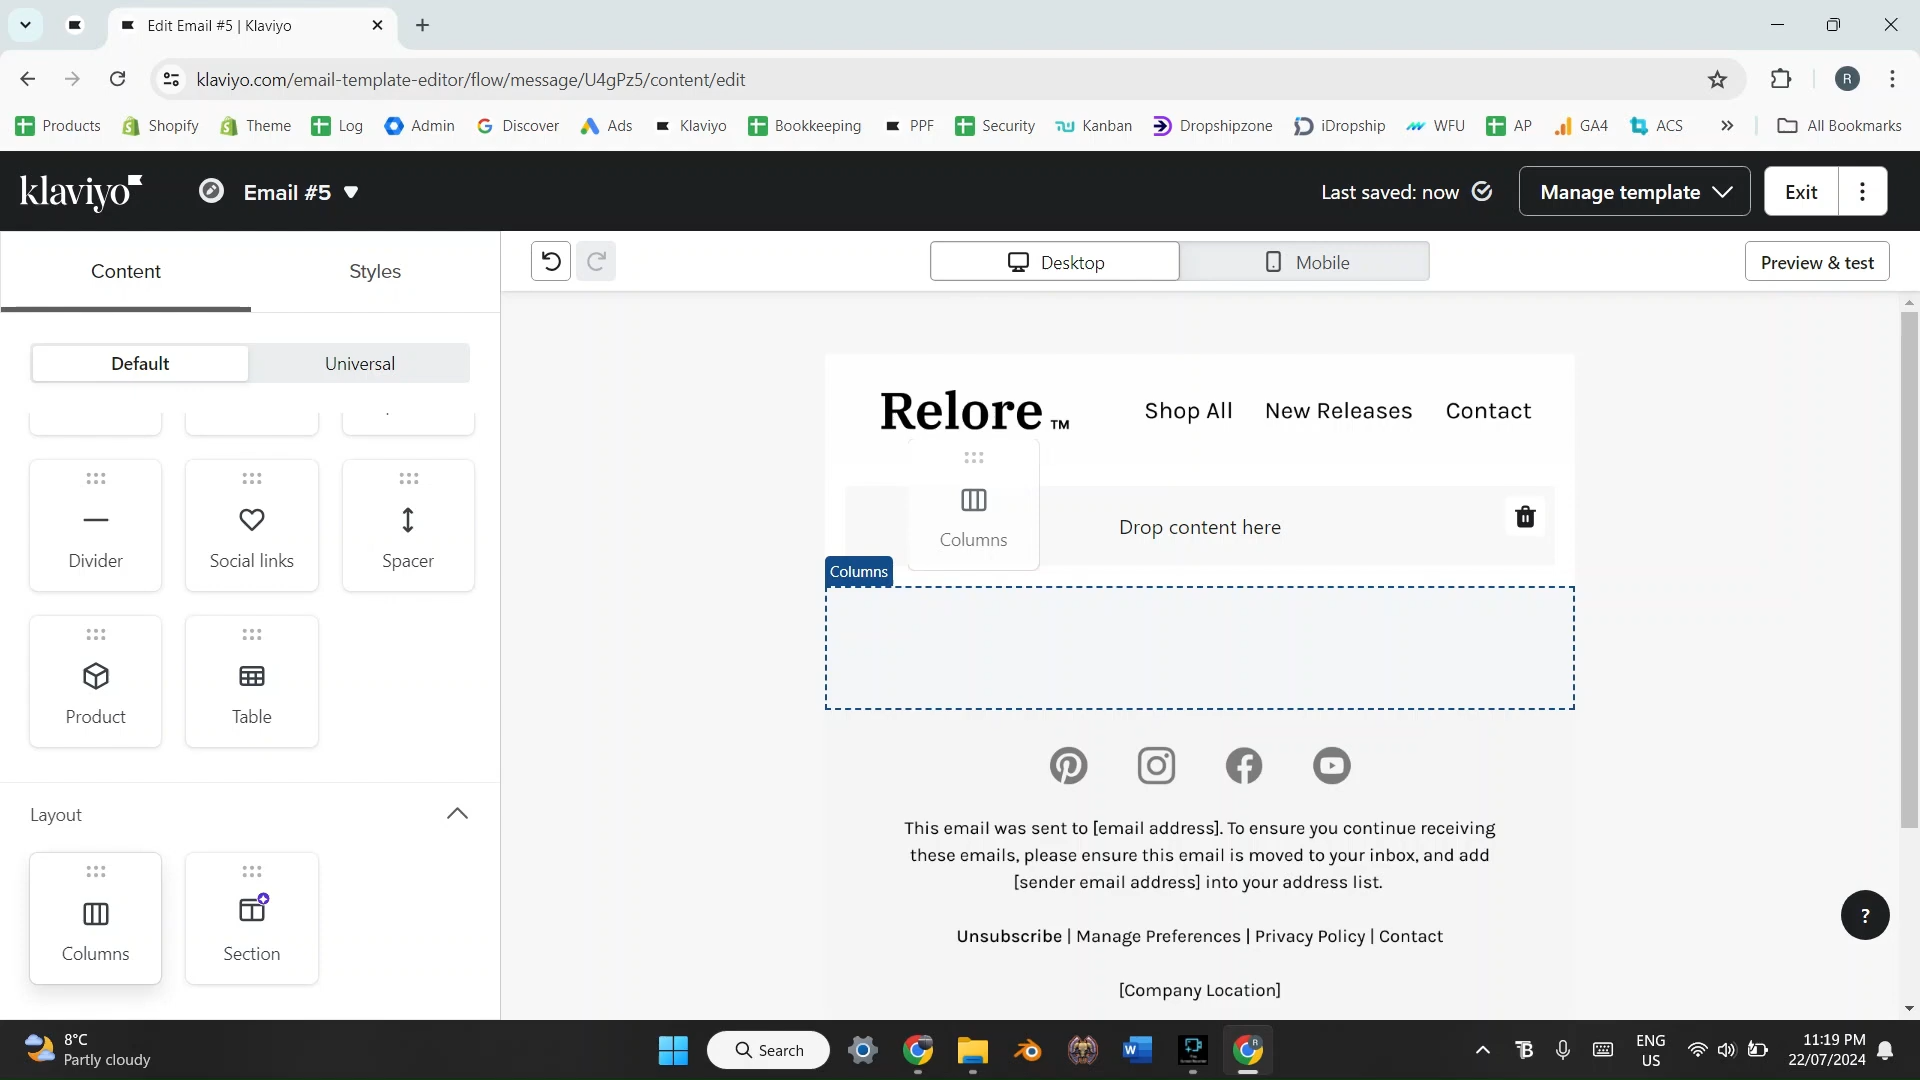 Edit Email #5 | Klaviyo
klaviyo.com/email-template-editor/flow/message/U4gPz5/content/edit
R
Products
Shopify
Theme
Log
Admin
Discover
Ads
Klaviyo
Bookkeeping
PPF
Security
Kanban
Dropshipzone
iDropship
WFU
AP
GA4
ACS
All Bookmarks
klaviyo
Email #5
Last saved: now
Manage template
Exit
Content
Styles
Desktop
Mobile
Preview & test
Default
Universal
Divider
Social links
Spacer
Product
Table
Layout
Columns
Section
Relore ™
Shop All
New Releases
Contact
Columns
Drop content here
Columns
This email was sent to [email address]. To ensure you continue receiving
these emails, please ensure this email is moved to your inbox, and add
[sender email address] into your address list.
Unsubscribe | Manage Preferences | Privacy Policy | Contact
[Company Location]
?
8°C
Partly cloudy
Search
R
ENG
US
11:19 PM
22/07/2024